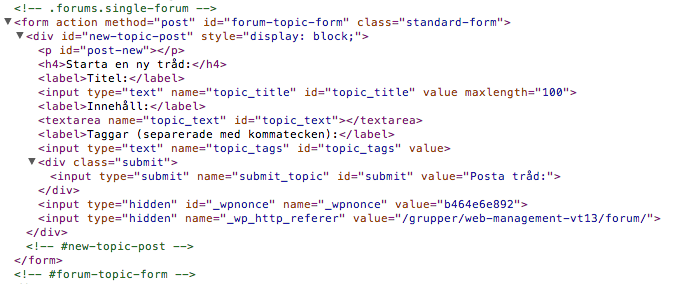 <!-- .forums.single-forum -->
<form action method="post" id="forum-topic-form" class="standard-form">
<div id="new-topic-post" style="display: block;">
<p id="post-new"></p>
<h4>Starta en ny tråd:</h4>
<label>Titel:</label>
<input type="text" name="topic_title" id="topic_title" value maxlength="100">
<label>Innehåll:</label>
<textarea name="topic_text" id="topic_text"></textarea>
<label>Taggar (separerade med kommatecken):</label>
<input type="text" name="topic_tags" id="topic_tags" value>
<div class="submit">
<input type="submit" name="submit_topic" id="submit" value="Posta tråd:">
</div>
<input type="hidden" id="_wpnonce" name="_wpnonce" value="b464e6e892">
<input type="hidden" name="_wp_http_referer" value="/grupper/web-management-vt13/forum/">
</div>
<!-- #new-topic-post -->
</form>
<!-- #forum-topic-form -->